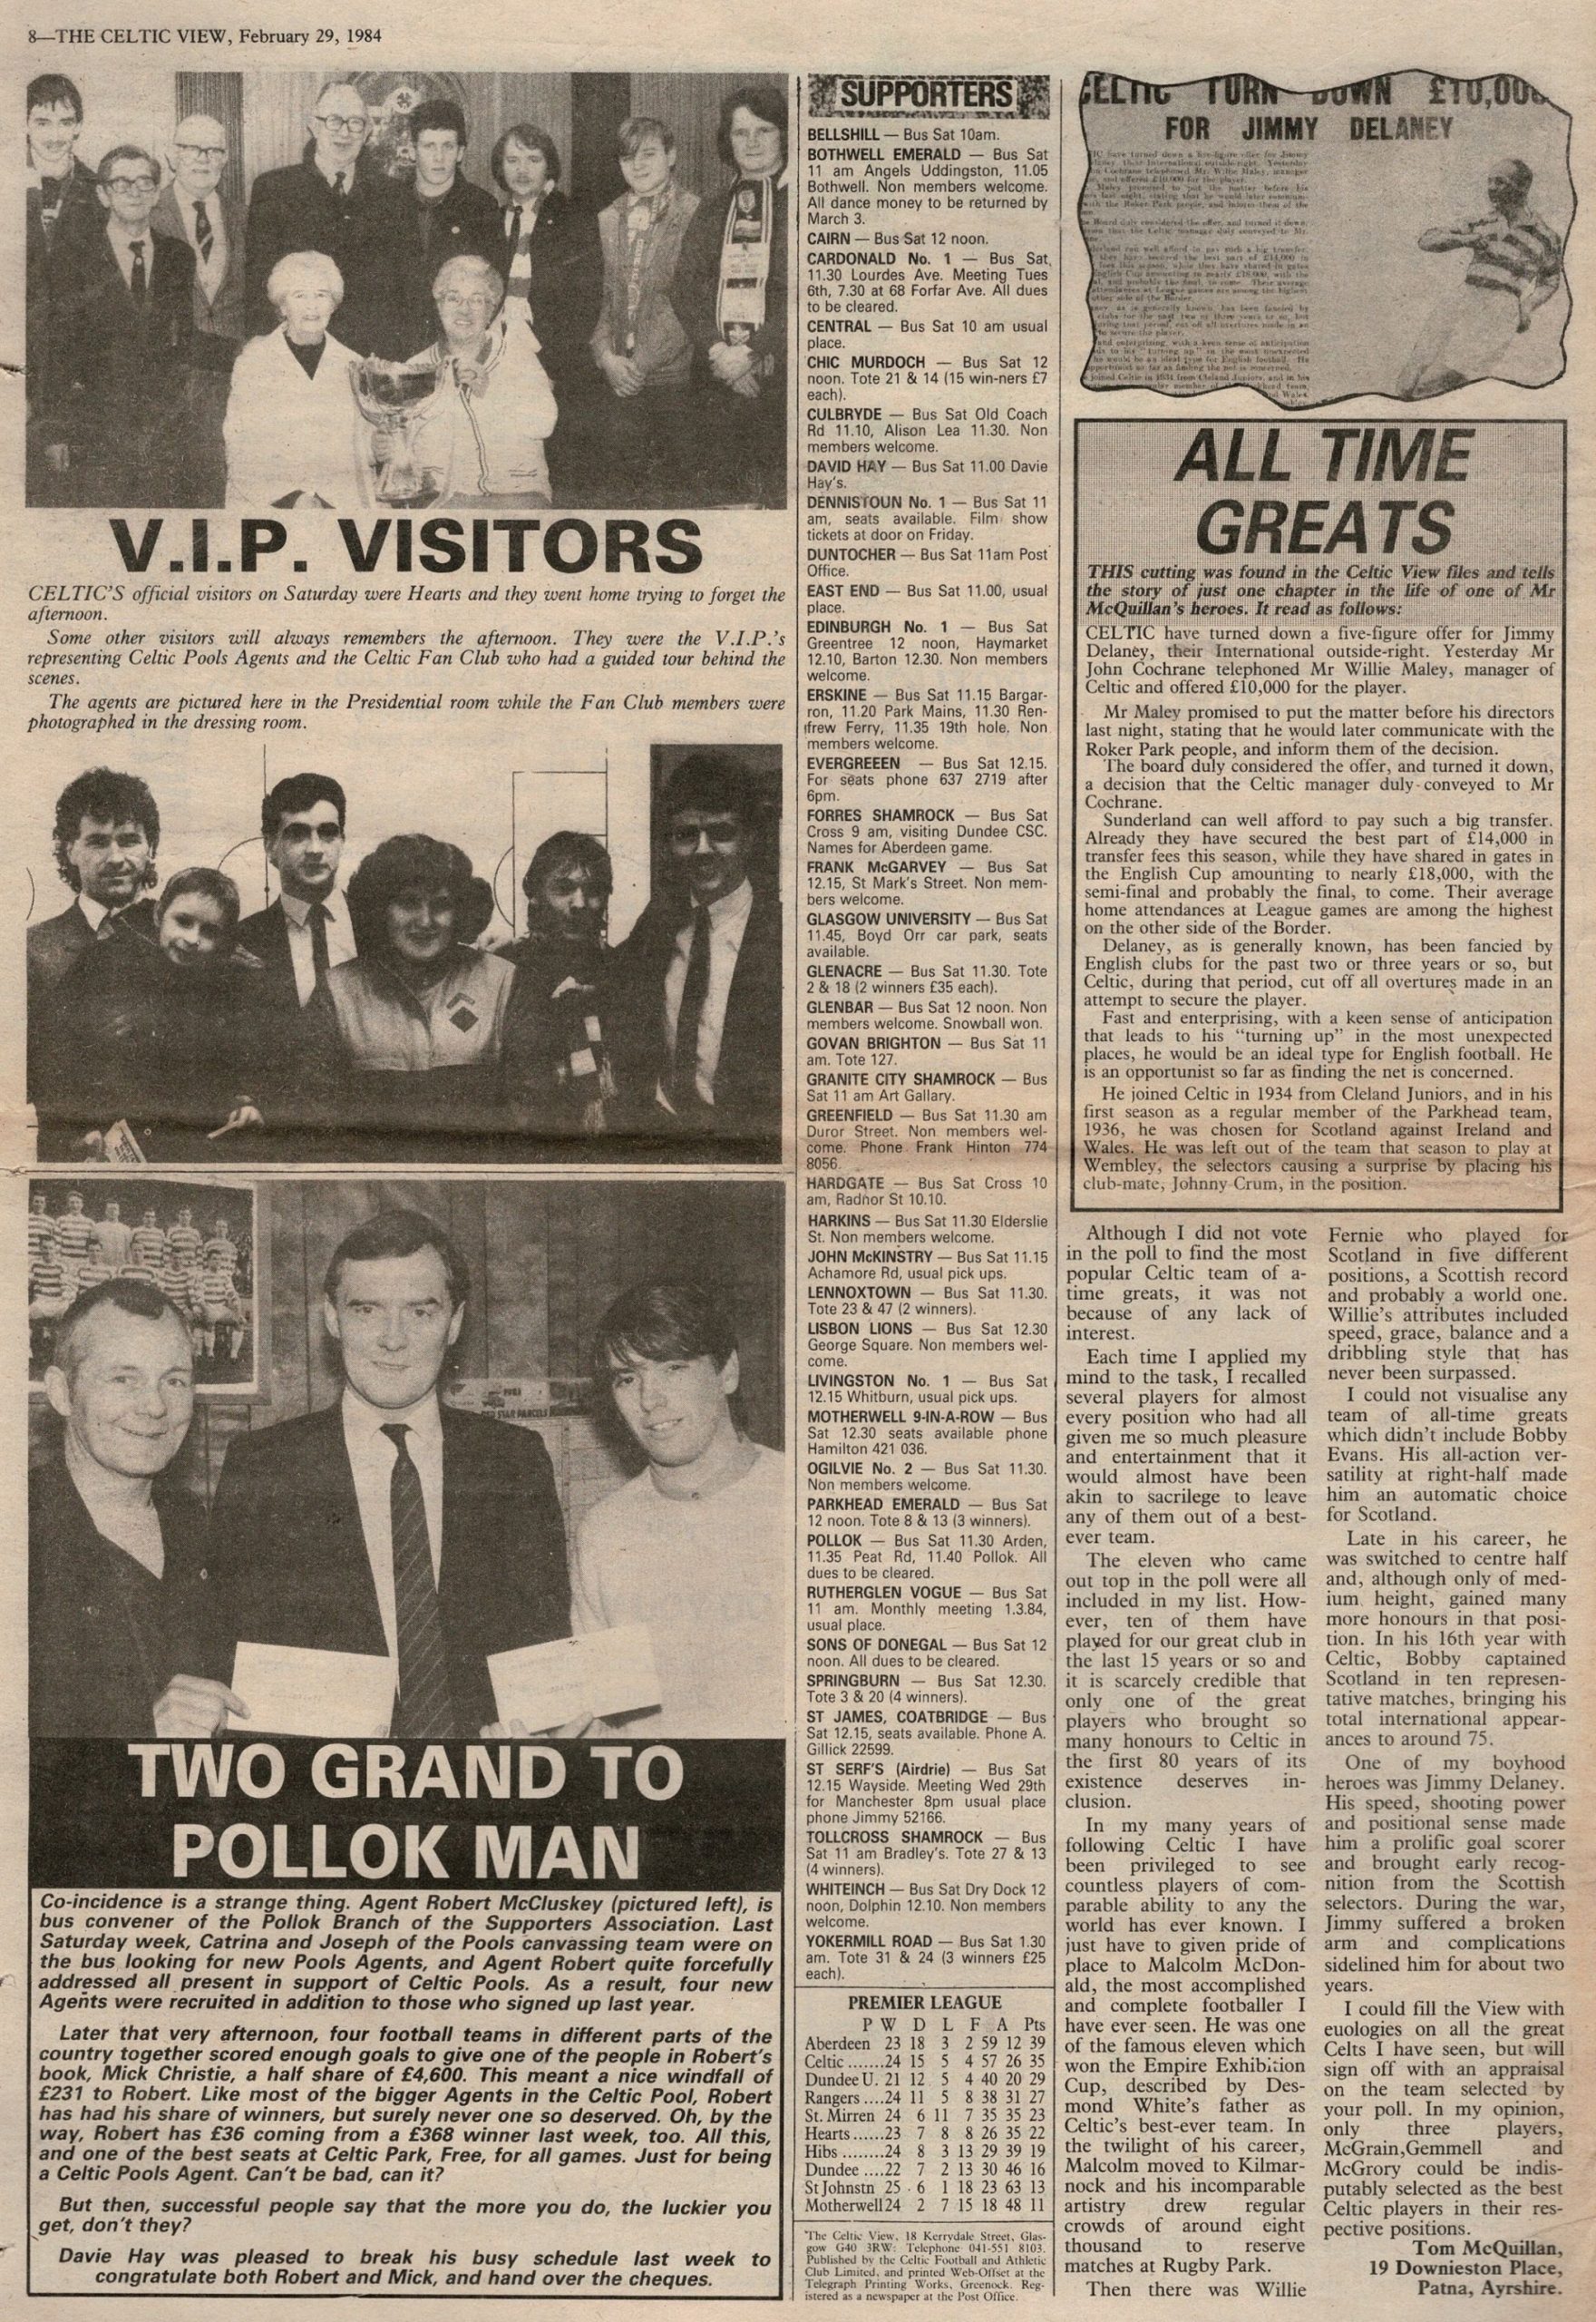 8—THE CELTIC VIEW, February 29, 1984
V.I.P. VISITORS
CELTIC'S official visitors on Saturday were Hearts and they went home trying to forget the
afternoon.
Some other visitors will always remembers the afternoon. They were the V.I.P.'s
representing Celtic Pools Agents and the Celtic Fan Club who had a guided tour behind the
scenes.
The agents are pictured here in the Presidential room while the Fan Club members were
photographed in the dressing room.
TWO GRAND TO
POLLOK MAN
Co-incidence is a strange thing. Agent Robert McCluskey (pictured left), is
bus convener of the Pollok Branch of the Supporters Association. Last
Saturday week, Catrina and Joseph of the Pools canvassing team were on
the bus looking for new Pools Agents, and Agent Robert quite forcefully
addressed all present in support of Celtic Pools. As a result, four new
Agents were recruited in addition to those who signed up last year.
Later that very afternoon, four football teams in different parts of the
country together scored enough goals to give one of the people in Robert's
book, Mick Christie, a half share of £4,600. This meant a nice windfall of
£231 to Robert. Like most of the bigger Agents in the Celtic Pool, Robert
has had his share of winners, but surely never one so deserved. Oh, by the
way, Robert has £36 coming from a £368 winner last week, too. All this,
and one of the best seats at Celtic Park, Free, for all games. Just for being
a Celtic Pools Agent. Can't be bad, can it?
But then, successful people say that the more you do, the luckier you
get, don't they?
Davie Hay was pleased to break his busy schedule last week to
congratulate both Robert and Mick, and hand over the cheques.
SUPPORTERS
BELLSHILL — Bus Sat 10am.
BOTHWELL EMERALD — Bus Sat
11 am Angels Uddingston, 11.05
Bothwell. Non members welcome.
All dance money to be returned by
March 3.
CAIRN — Bus Sat 12 noon.
CARDONALD No. 1 — Bus Sat,
11.30 Lourdes Ave. Meeting Tues
6th, 7.30 at 68 Forfar Ave. All dues
to be cleared.
CENTRAL — Bus Sat 10 am usual
place.
CHIC MURDOCH — Bus Sat 12
noon. Tote 21 & 14 (15 win-ners £7
each).
CULBRYDE — Bus Sat Old Coach
Rd 11.10, Alison Lea 11.30. Non
members welcome.
DAVID HAY — Bus Sat 11.00 Davie
Hay's.
DENNISTOUN No. 1 — Bus Sat 11
am, seats available. Film show
tickets at door on Friday.
DUNTOCHER — Bus Sat 11am Post
Office.
EAST END — Bus Sat 11.00, usual
place.
EDINBURGH No. 1 — Bus Sat
Greentree 12 noon, Haymarket
12.10, Barton 12.30. Non members
welcome.
ERSKINE — Bus Sat 11.15 Bargar-
ron, 11.20 Park Mains, 11.30 Ren-
frew Ferry, 11.35 19th hole. Non
members welcome.
EVERGREEEN — Bus Sat 12.15.
For seats phone 637 2719 after
6pm.
FORRES SHAMROCK — Bus Sat
Cross 9 am, visiting Dundee CSC.
Names for Aberdeen game.
FRANK McGARVEY — Bus Sat
12.15, St Mark's Street. Non mem-
bers welcome.
GLASGOW UNIVERSITY — Bus Sat
11.45, Boyd Orr car park, seats
available.
GLENACRE — Bus Sat 11.30. Tote
2 & 18 (2 winners £35 each).
GLENBAR — Bus Sat 12 noon. Non
members welcome. Snowball won.
GOVAN BRIGHTON — Bus Sat 11
am. Tote 127.
GRANITE CITY SHAMROCK — Bus
Sat 11 am Art Gallary.
GREENFIELD — Bus Sat 11.30 am
Duror Street. Non members wel-
come. Phone Frank Hinton 774
8056.
HARDGATE — Bus Sat Cross 10
am, Radnor St 10.10.
HARKINS — Bus Sat 11.30 Elderslie
St. Non members welcome.
JOHN McKINSTRY — Bus Sat 11.15
Achamore Rd, usual pick ups.
LENNOXTOWN — Bus Sat 11.30.
Tote 23 & 47 (2 winners).
LISBON LIONS — Bus Sat 12.30
George Square. Non members wel-
come.
LIVINGSTON No. 1 — Bus Sat
12.15 Whitburn, usual pick ups.
MOTHERWELL 9-IN-A-ROW — Bus
Sat 12.30 seats available phone
Hamilton 421 036.
OGILVIE No. 2 — Bus Sat 11.30.
Non members welcome.
PARKHEAD EMERALD — Bus Sat
12 noon. Tote 8 & 13 (3 winners).
POLLOK — Bus Sat 11.30 Arden,
11.35 Peat Rd, 11.40 Pollok. All
dues to be cleared.
RUTHERGLEN VOGUE — Bus Sat
11 am. Monthly meeting 1.3.84,
usual place.
SONS OF DONEGAL — Bus Sat 12
noon. All dues to be cleared.
SPRINGBURN — Bus Sat 12.30.
Tote 3 & 20 (4 winners).
ST JAMES, COATBRIDGE — Bus
Sat 12.15, seats available. Phone A.
Gillick 22599.
ST SERF'S (Airdrie) — Bus Sat
12.15 Wayside. Meeting Wed 29th
for Manchester 8pm usual place
phone Jimmy 52166.
TOLLCROSS SHAMROCK — Bus
Sat 11 am Bradley's. Tote 27 & 13
(4 winners).
WHITEINCH — Bus Sat Dry Dock 12
noon, Dolphin 12.10. Non members
welcome.
YOKERMILL ROAD — Bus Sat 1.30
am. Tote 31 & 24 (3 winners £25
each).
PREMIER LEAGUE
P W D L F A Pts
Aberdeen 23 18 3 2 59 12 39
Celtic .......24 15 5 4 57 26 35
Dundee U. 21 12 5 4 40 20 29
Rangers ....24 11 5 8 38 31 27
St. Mirren 24 6 11 7 35 35 23
Hearts......23 7 8 8 26 35 22
Hibs ........24 8 3 13 29 39 19
Dundee ....22 7 2 13 30 46 16
St Johnstn 25 6 1 18 23 63 13
Motherwell 24 2 7 15 18 48 11
The Celtic View, 18 Kerrydale Street, Glas-
gow G40 3RW: Telephone 041-551 8103.
Published by the Celtic Football and Athletic
Club Limited, and printed Web-Offset at the
Telegraph Printing Works, Greenock. Reg-
istered as a newspaper at the Post Office.
CELTIC TURN DOWN £10,000
FOR JIMMY DELANEY
ALL TIME
GREATS
THIS cutting was found in the Celtic View files and tells
the story of just one chapter in the life of one of Mr
McQuillan's heroes. It read as follows:
CELTIC have turned down a five-figure offer for Jimmy
Delaney, their International outside-right. Yesterday Mr
John Cochrane telephoned Mr Willie Maley, manager of
Celtic and offered £10,000 for the player.
Mr Maley promised to put the matter before his directors
last night, stating that he would later communicate with the
Roker Park people, and inform them of the decision.
The board duly considered the offer, and turned it down,
a decision that the Celtic manager duly conveyed to Mr
Cochrane.
Sunderland can well afford to pay such a big transfer.
Already they have secured the best part of £14,000 in
transfer fees this season, while they have shared in gates in
the English Cup amounting to nearly £18,000, with the
semi-final and probably the final, to come. Their average
home attendances at League games are among the highest
on the other side of the Border.
Delaney, as is generally known, has been fancied by
English clubs for the past two or three years or so, but
Celtic, during that period, cut off all overtures made in an
attempt to secure the player.
Fast and enterprising, with a keen sense of anticipation
that leads to his "turning up" in the most unexpected
places, he would be an ideal type for English football. He
is an opportunist so far as finding the net is concerned.
He joined Celtic in 1934 from Cleland Juniors, and in his
first season as a regular member of the Parkhead team,
1936, he was chosen for Scotland against Ireland and
Wales. He was left out of the team that season to play at
Wembley, the selectors causing a surprise by placing his
club-mate, Johnny Crum, in the position.
Although I did not vote
in the poll to find the most
popular Celtic team of a-
time greats, it was not
because of any lack of
interest.
Each time I applied my
mind to the task, I recalled
several players for almost
every position who had all
given me so much pleasure
and entertainment that it
would almost have been
akin to sacrilege to leave
any of them out of a best-
ever team.
The eleven who came
out top in the poll were all
included in my list. How-
ever, ten of them have
played for our great club in
the last 15 years or so and
it is scarcely credible that
only one of the great
players who brought so
many honours to Celtic in
the first 80 years of its
existence deserves in-
clusion.
In my many years of
following Celtic I have
been privileged to see
countless players of com-
parable ability to any the
world has ever known. I
just have to given pride of
place to Malcolm McDon-
ald, the most accomplished
and complete footballer I
have ever seen. He was one
of the famous eleven which
won the Empire Exhibition
Cup, described by Des-
mond White's father as
Celtic's best-ever team. In
the twilight of his career,
Malcolm moved to Kilmar-
nock and his incomparable
artistry drew regular
crowds of around eight
thousand to reserve
matches at Rugby Park.
Then there was Willie
Fernie who played for
Scotland in five different
positions, a Scottish record
and probably a world one.
Willie's attributes included
speed, grace, balance and a
dribbling style that has
never been surpassed.
I could not visualise any
team of all-time greats
which didn't include Bobby
Evans. His all-action ver-
satility at right-half made
him an automatic choice
for Scotland.
Late in his career, he
was switched to centre half
and, although only of med-
ium height, gained many
more honours in that posi-
tion. In his 16th year with
Celtic, Bobby captained
Scotland in ten represen-
tative matches, bringing his
total international appear-
ances to around 75.
One of my boyhood
heroes was Jimmy Delaney.
His speed, shooting power
and positional sense made
him a prolific goal scorer
and brought early recog-
nition from the Scottish
selectors. During the war,
Jimmy suffered a broken
arm and complications
sidelined him for about two
years.
I could fill the View with
euologies on all the great
Celts I have seen, but will
sign off with an appraisal
on the team selected by
your poll. In my opinion,
only three players,
McGrain,Gemmell and
McGrory could be indis-
putably selected as the best
Celtic players in their res-
pective positions.
Tom McQuillan,
19 Downieston Place,
Patna, Ayrshire.